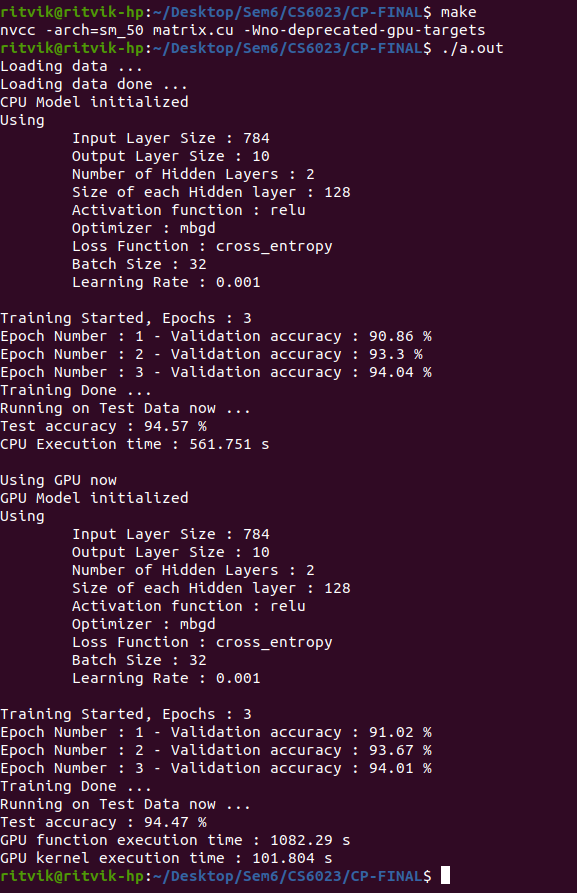 ritvik@ritvik-hp:~/Desktop/Sem6/CS6023/CP-FINAL$ make
nvcc -arch=sm_50 matrix.cu -Wno-deprecated-gpu-targets
ritvik@ritvik-hp:~/Desktop/Sem6/CS6023/CP-FINAL$ ./a.out
Loading data ...
Loading data done ...
CPU Model initialized
Using
        Input Layer Size : 784
        Output Layer Size : 10
        Number of Hidden Layers : 2
        Size of each Hidden layer : 128
        Activation function : relu
        Optimizer : mbgd
        Loss Function : cross_entropy
        Batch Size : 32
        Learning Rate : 0.001

Training Started, Epochs : 3
Epoch Number : 1 - Validation accuracy : 90.86 %
Epoch Number : 2 - Validation accuracy : 93.3 %
Epoch Number : 3 - Validation accuracy : 94.04 %
Training Done ...
Running on Test Data now ...
Test accuracy : 94.57 %
CPU Execution time : 561.751 s

Using GPU now
GPU Model initialized
Using
        Input Layer Size : 784
        Output Layer Size : 10
        Number of Hidden Layers : 2
        Size of each Hidden layer : 128
        Activation function : relu
        Optimizer : mbgd
        Loss Function : cross_entropy
        Batch Size : 32
        Learning Rate : 0.001

Training Started, Epochs : 3
Epoch Number : 1 - Validation accuracy : 91.02 %
Epoch Number : 2 - Validation accuracy : 93.67 %
Epoch Number : 3 - Validation accuracy : 94.01 %
Training Done ...
Running on Test Data now ...
Test accuracy : 94.47 %
GPU function execution time : 1082.29 s
GPU kernel execution time : 101.804 s
ritvik@ritvik-hp:~/Desktop/Sem6/CS6023/CP-FINAL$